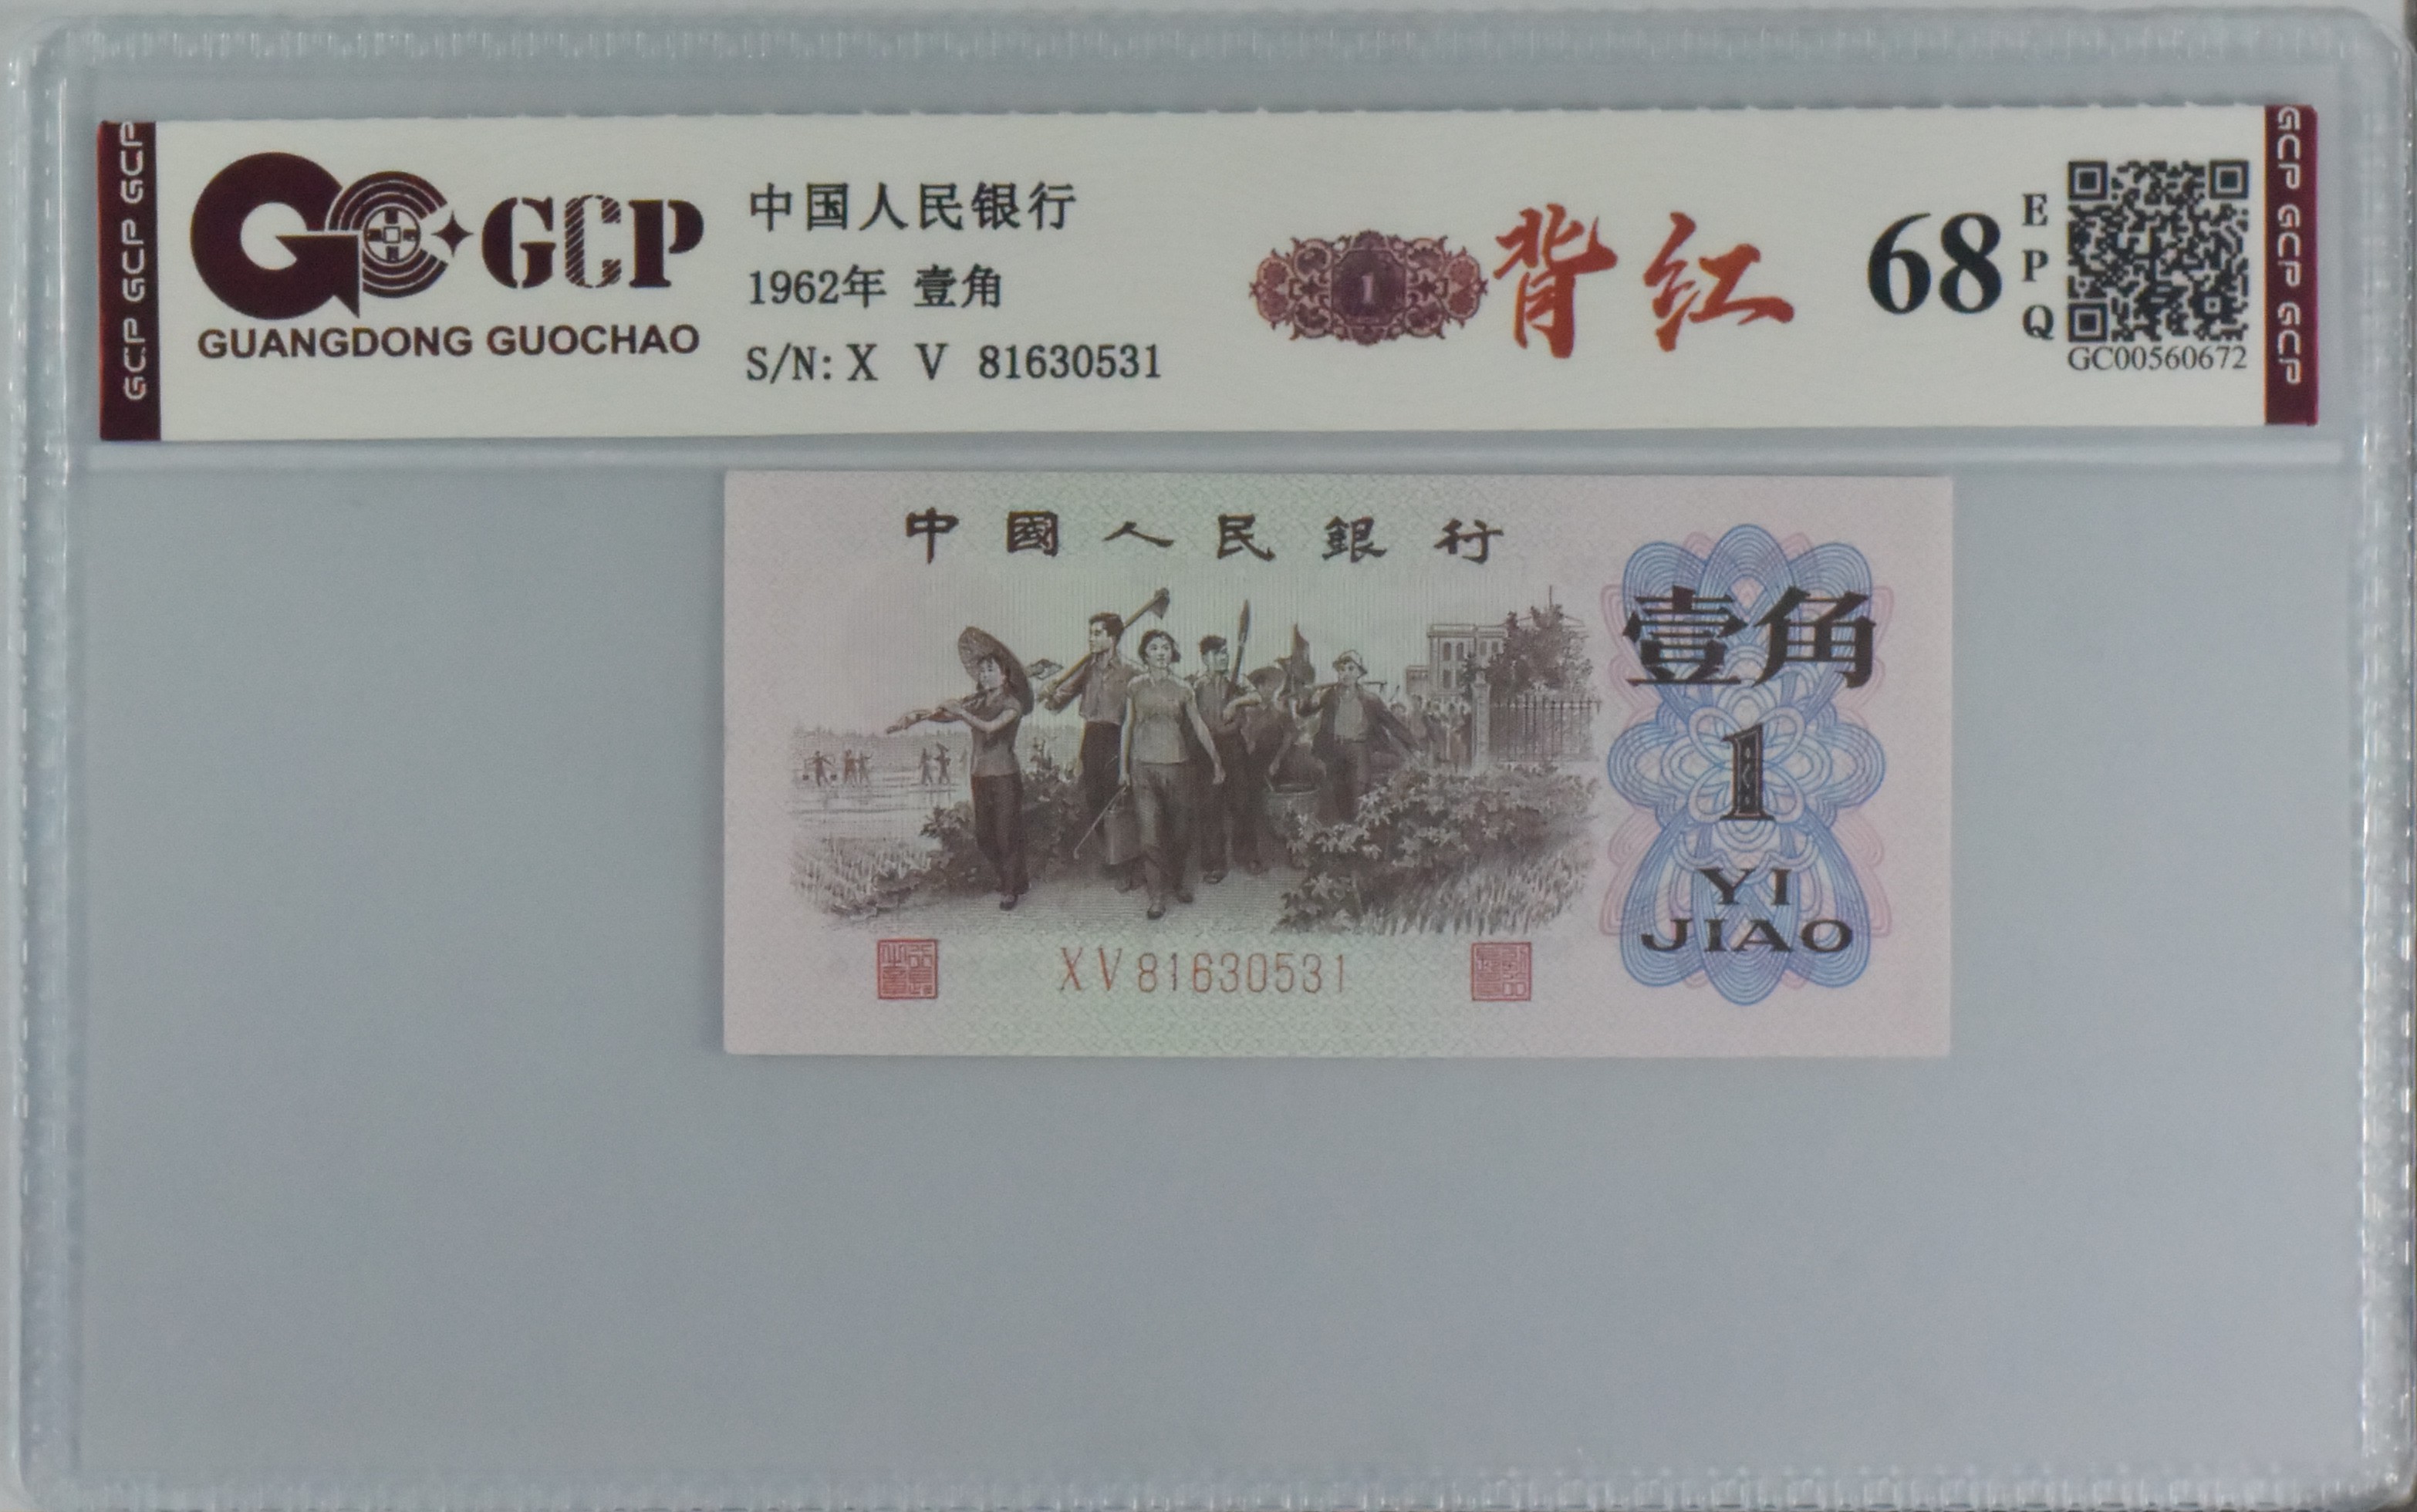 GCP GCP GCP
GCP
GUANGDONG GUOCHAO
中国人民银行
1962年 壹角
S/N: X V 81630531
1
背红
68
EPQ
GC00560672
GCP GCP GCP
中國人民銀行
壹角
1
YI
JIAO
XV81630531